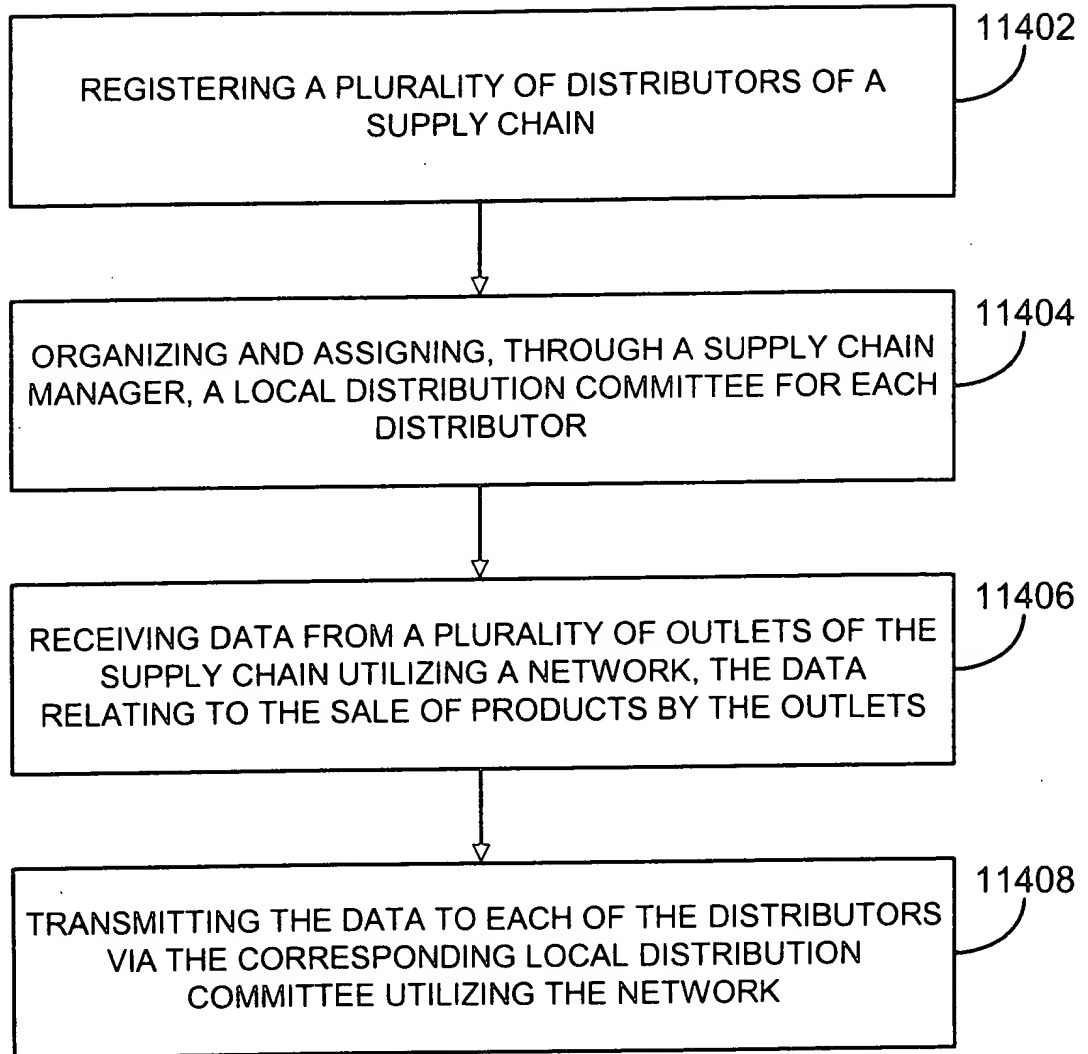 11402
REGISTERING A PLURALITY OF DISTRIBUTORS OF A
SUPPLY CHAIN
11404
ORGANIZING AND ASSIGNING, THROUGH A SUPPLY CHAIN
MANAGER, A LOCAL DISTRIBUTION COMMITTEE FOR EACH
DISTRIBUTOR
11406
RECEIVING DATA FROM A PLURALITY OF OUTLETS OF THE
SUPPLY CHAIN UTILIZING A NETWORK, THE DATA
RELATING TO THE SALE OF PRODUCTS BY THE OUTLETS
11408
TRANSMITTING THE DATA TO EACH OF THE DISTRIBUTORS
VIA THE CORRESPONDING LOCAL DISTRIBUTION
COMMITTEE UTILIZING THE NETWORK